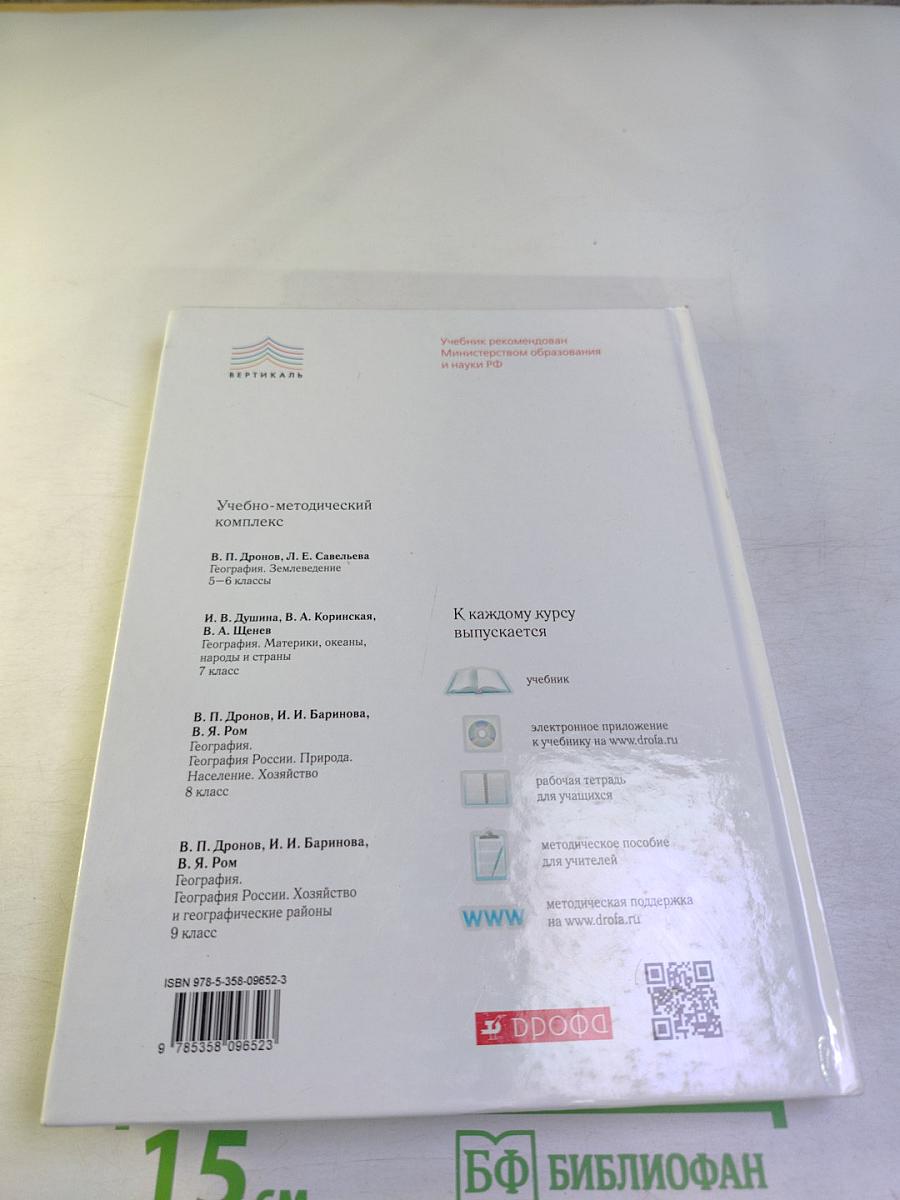 ВЕРТИКАЛЬ
Учебник рекомендован
Министерством образования
и науки РФ
Учебно-методический
комплекс
В. П. Дронов, Л. Е. Савельева
География. Землеведение
5—6 классы
И. В. Душина, В. А. Коринская,
В. А. Щенев
География. Материки, океаны,
народы и страны
7 класс
В. П. Дронов, И. И. Баринова,
В. Я. Ром
География.
География России. Природа.
Население. Хозяйство
8 класс
В. П. Дронов, И. И. Баринова,
В. Я. Ром
География.
География России. Хозяйство
и географические районы
9 класс
К каждому курсу
выпускается
учебник
электронное приложение
к учебнику на www.drofa.ru
рабочая тетрадь
для учащихся
методическое пособие
для учителей
www
методическая поддержка
на www.drofa.ru
ISBN 978-5-358-09652-3
9 785358 096523
ДРОФА
15 см
БФ БИБЛИОФАН